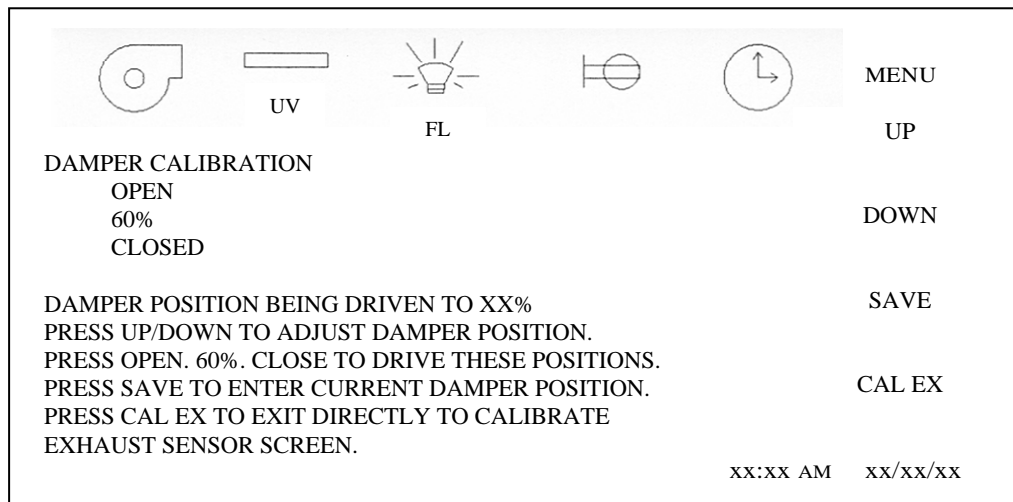 UV
FL
MENU
UP
DAMPER CALIBRATION
OPEN
60%
DOWN
CLOSED
DAMPER POSITION BEING DRIVEN TO XX%
SAVE
PRESS UP/DOWN TO ADJUST DAMPER POSITION.
PRESS OPEN. 60%. CLOSE TO DRIVE THESE POSITIONS.
PRESS SAVE TO ENTER CURRENT DAMPER POSITION.
CAL EX
PRESS CAL EX TO EXIT DIRECTLY TO CALIBRATE
EXHAUST SENSOR SCREEN.
xx:xx AM xx/xx/xx